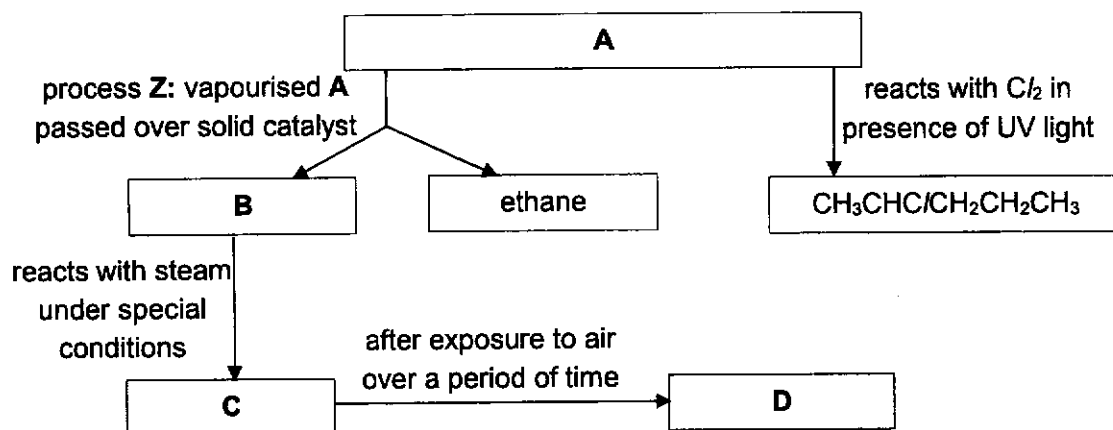 A
process Z: vapourised A
passed over solid catalyst
reacts with Cl₂ in
presence of UV light
B
ethane
CH₃CHClCH₂CH₂CH₃
reacts with steam
under special
conditions
after exposure to air
over a period of time
C
D